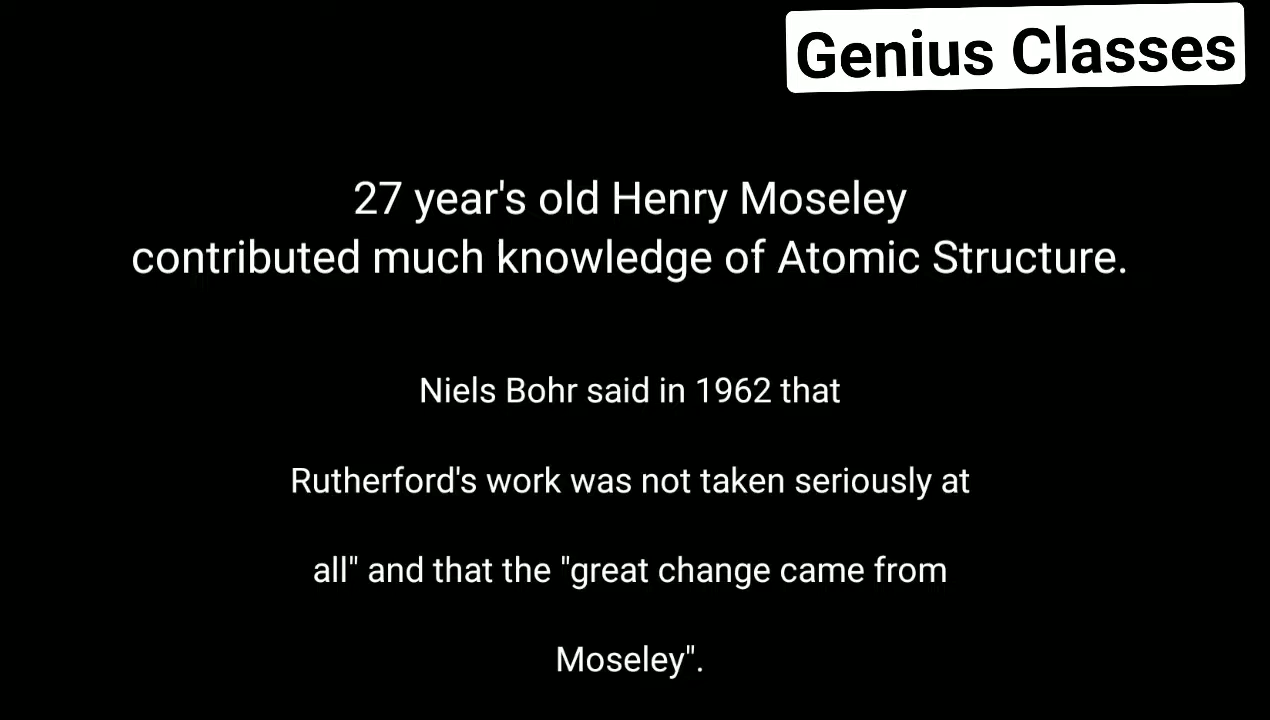 Genius Classes
27 year's old Henry Moseley
contributed much knowledge of Atomic Structure.
Niels Bohr said in 1962 that
Rutherford's work was not taken seriously at
all" and that the "great change came from
Moseley".